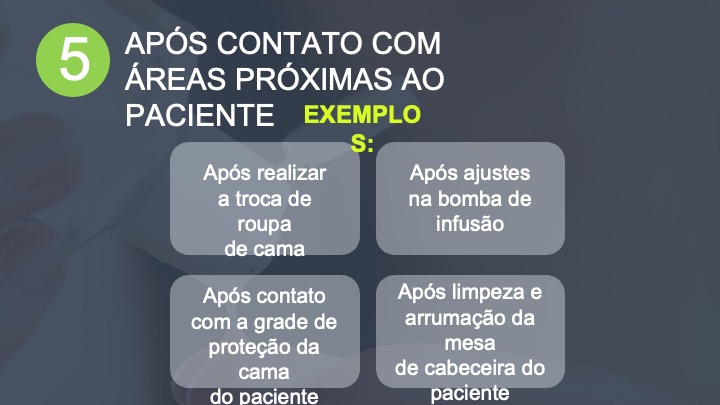 5
APÓS CONTATO COM
ÁREAS PRÓXIMAS AO
PACIENTE
EXEMPLO
S:
Após realizar
a troca de
roupa
de cama
Após ajustes
na bomba de
infusão
Após contato
com a grade de
proteção da
cama
do paciente
Após limpeza e
arrumação da
mesa
de cabeceira do
paciente